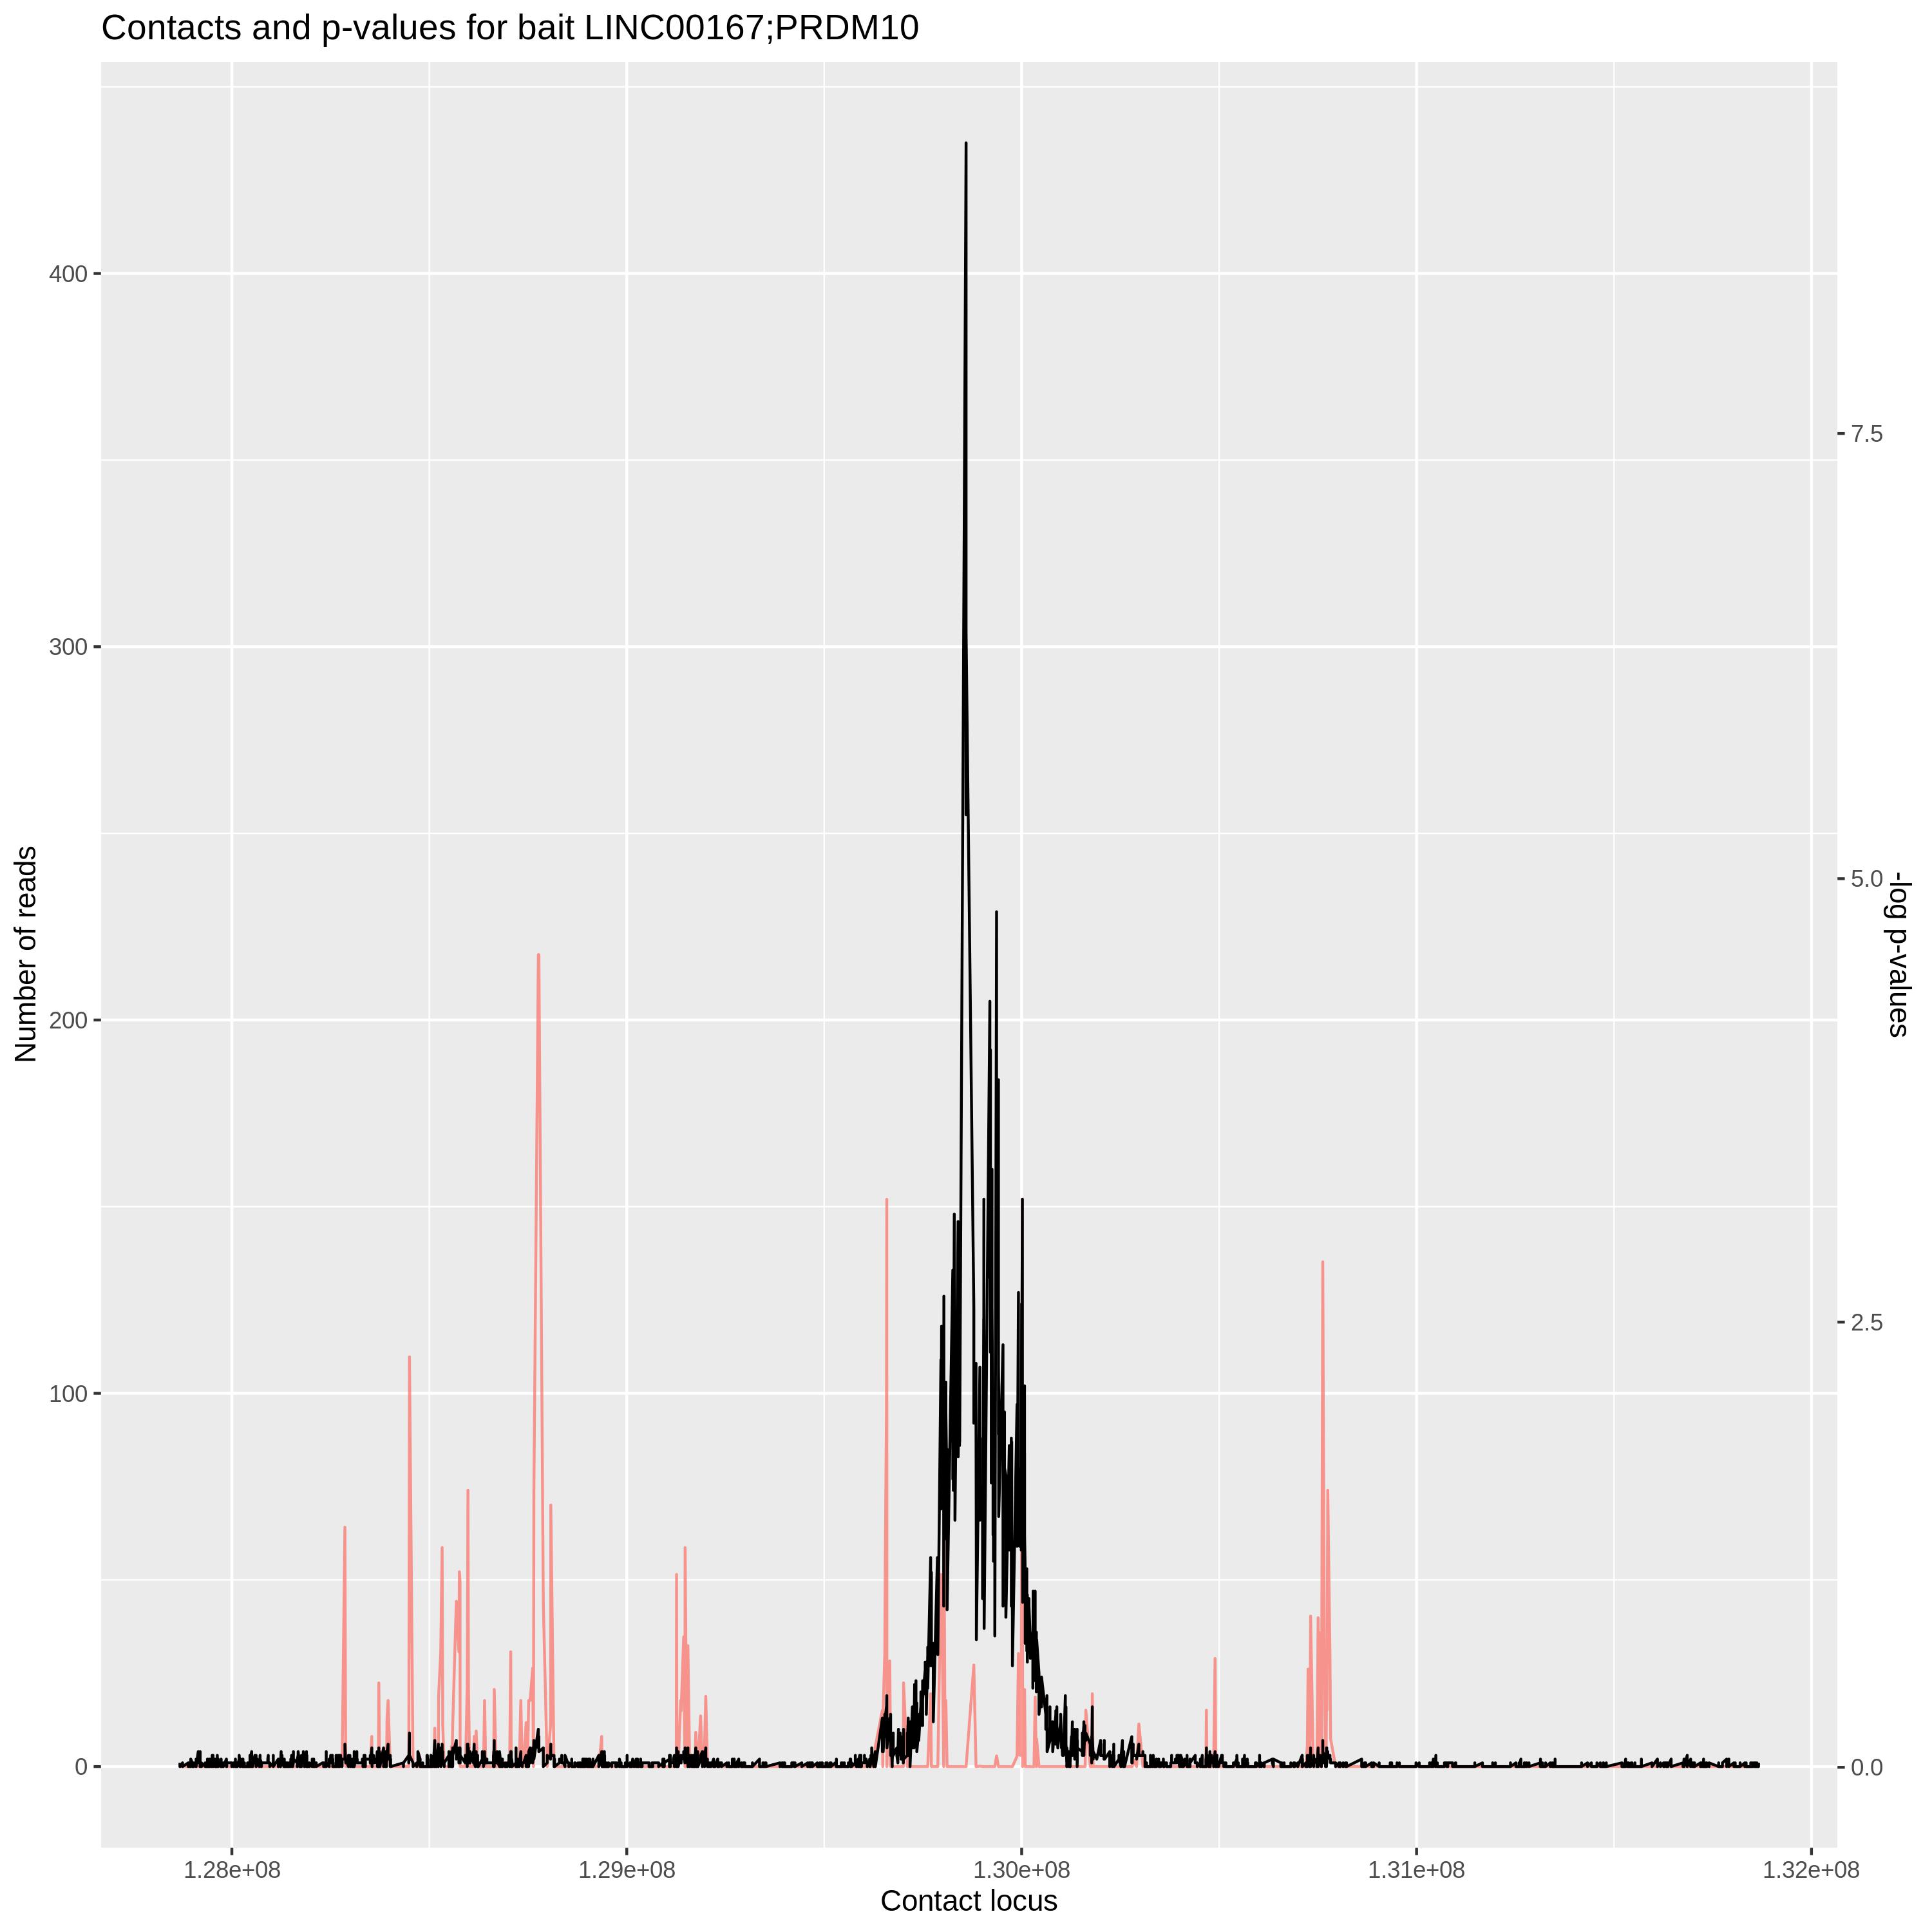 Contacts and p-values for bait LINC00167;PRDM10
Number of reads
400
300
200
100
0
7.5
5.0
2.5
0.0
-log p-values
1.28e+08
1.29e+08
1.30e+08
1.31e+08
1.32e+08
Contact locus